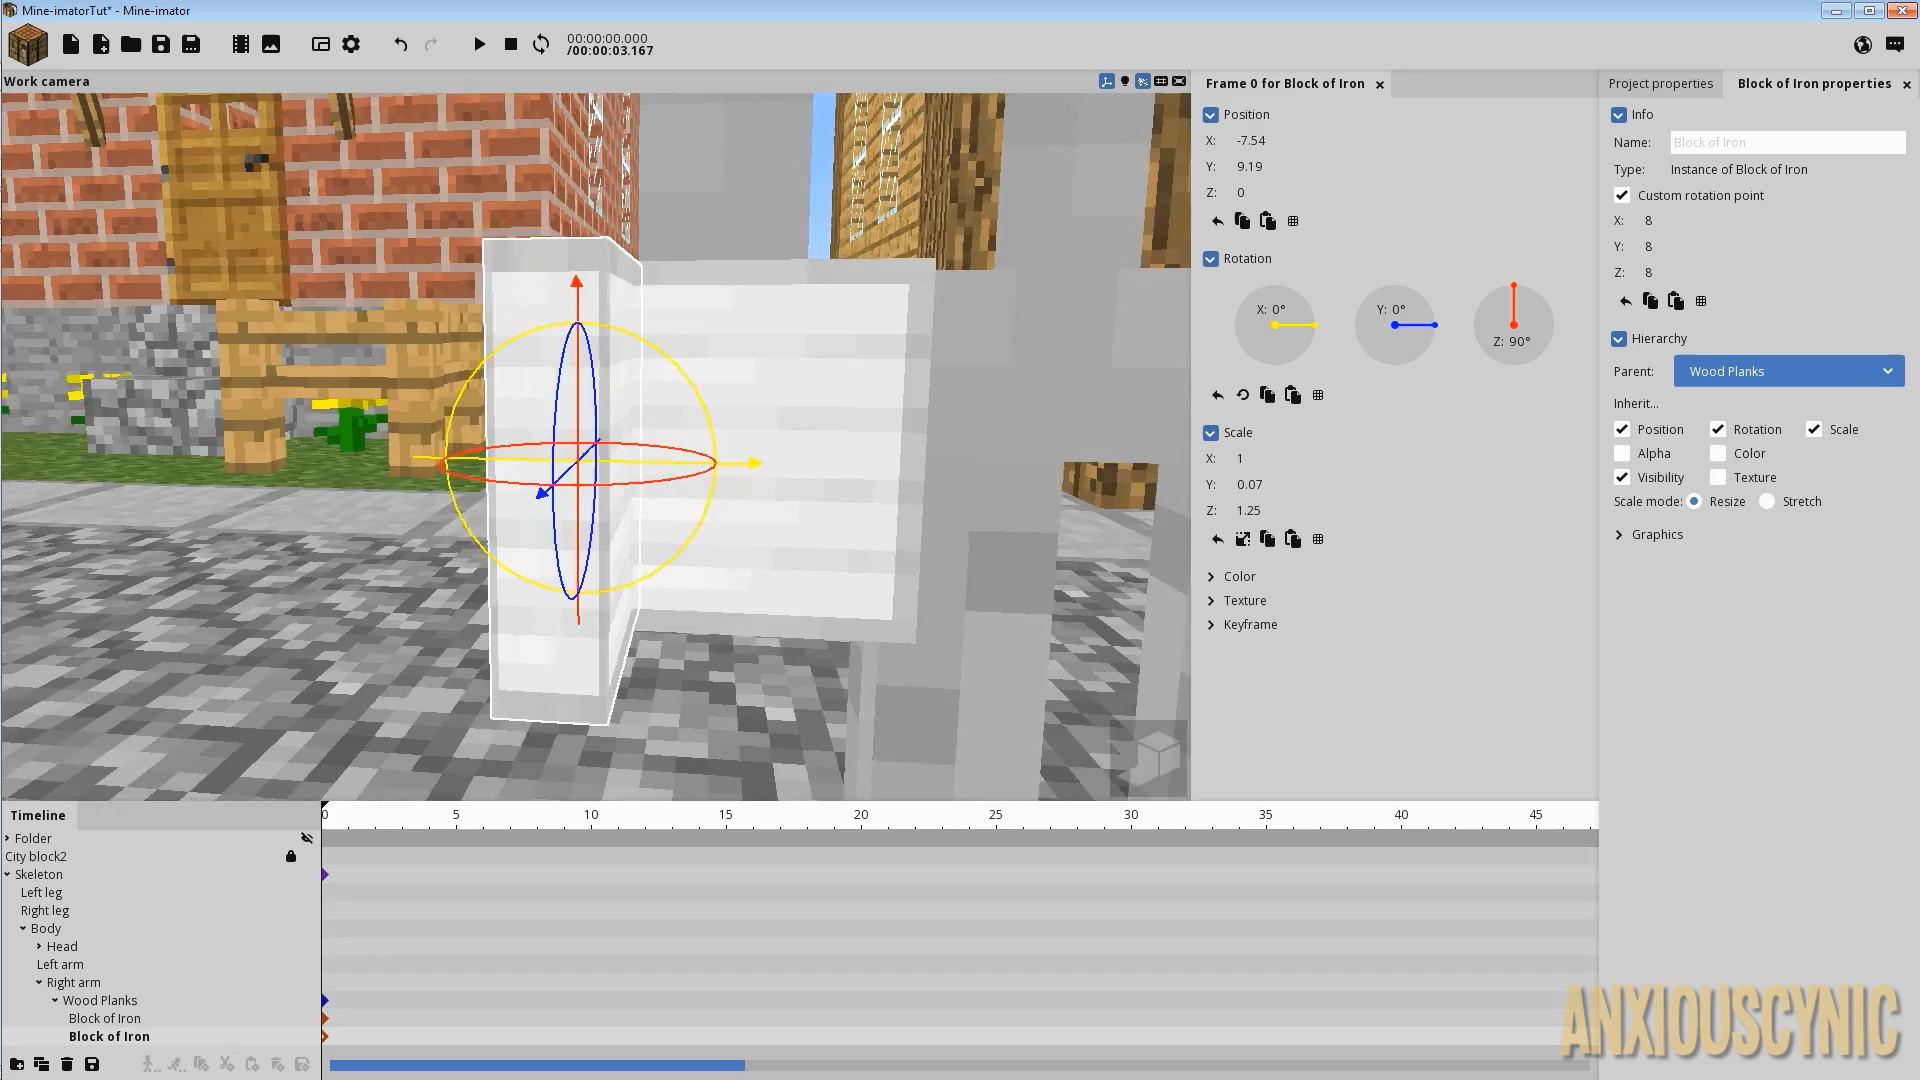 Mine-imatorTut* - Mine-imator
00:00:00.000
/00:00:03.167
Work camera
Frame 0 for Block of Iron
Position
X: -7.54
Y: 9.19
Z: 0
Rotation
X: 0°
Y: 0°
Z: 90°
Scale
X: 1
Y: 0.07
Z: 1.25
Color
Texture
Keyframe
Project properties
Block of Iron properties
Info
Name: Block of Iron
Type: Instance of Block of Iron
Custom rotation point
X: 8
Y: 8
Z: 8
Hierarchy
Parent: Wood Planks
Inherit...
Position Rotation Scale
Alpha Color
Visibility Texture
Scale mode: Resize Stretch
Graphics
Timeline
0 5 10 15 20 25 30 35 40 45
Folder
City block2
Skeleton
Left leg
Right leg
Body
Head
Left arm
Right arm
Wood Planks
Block of Iron
Block of Iron
ANXIOUSCYNIC